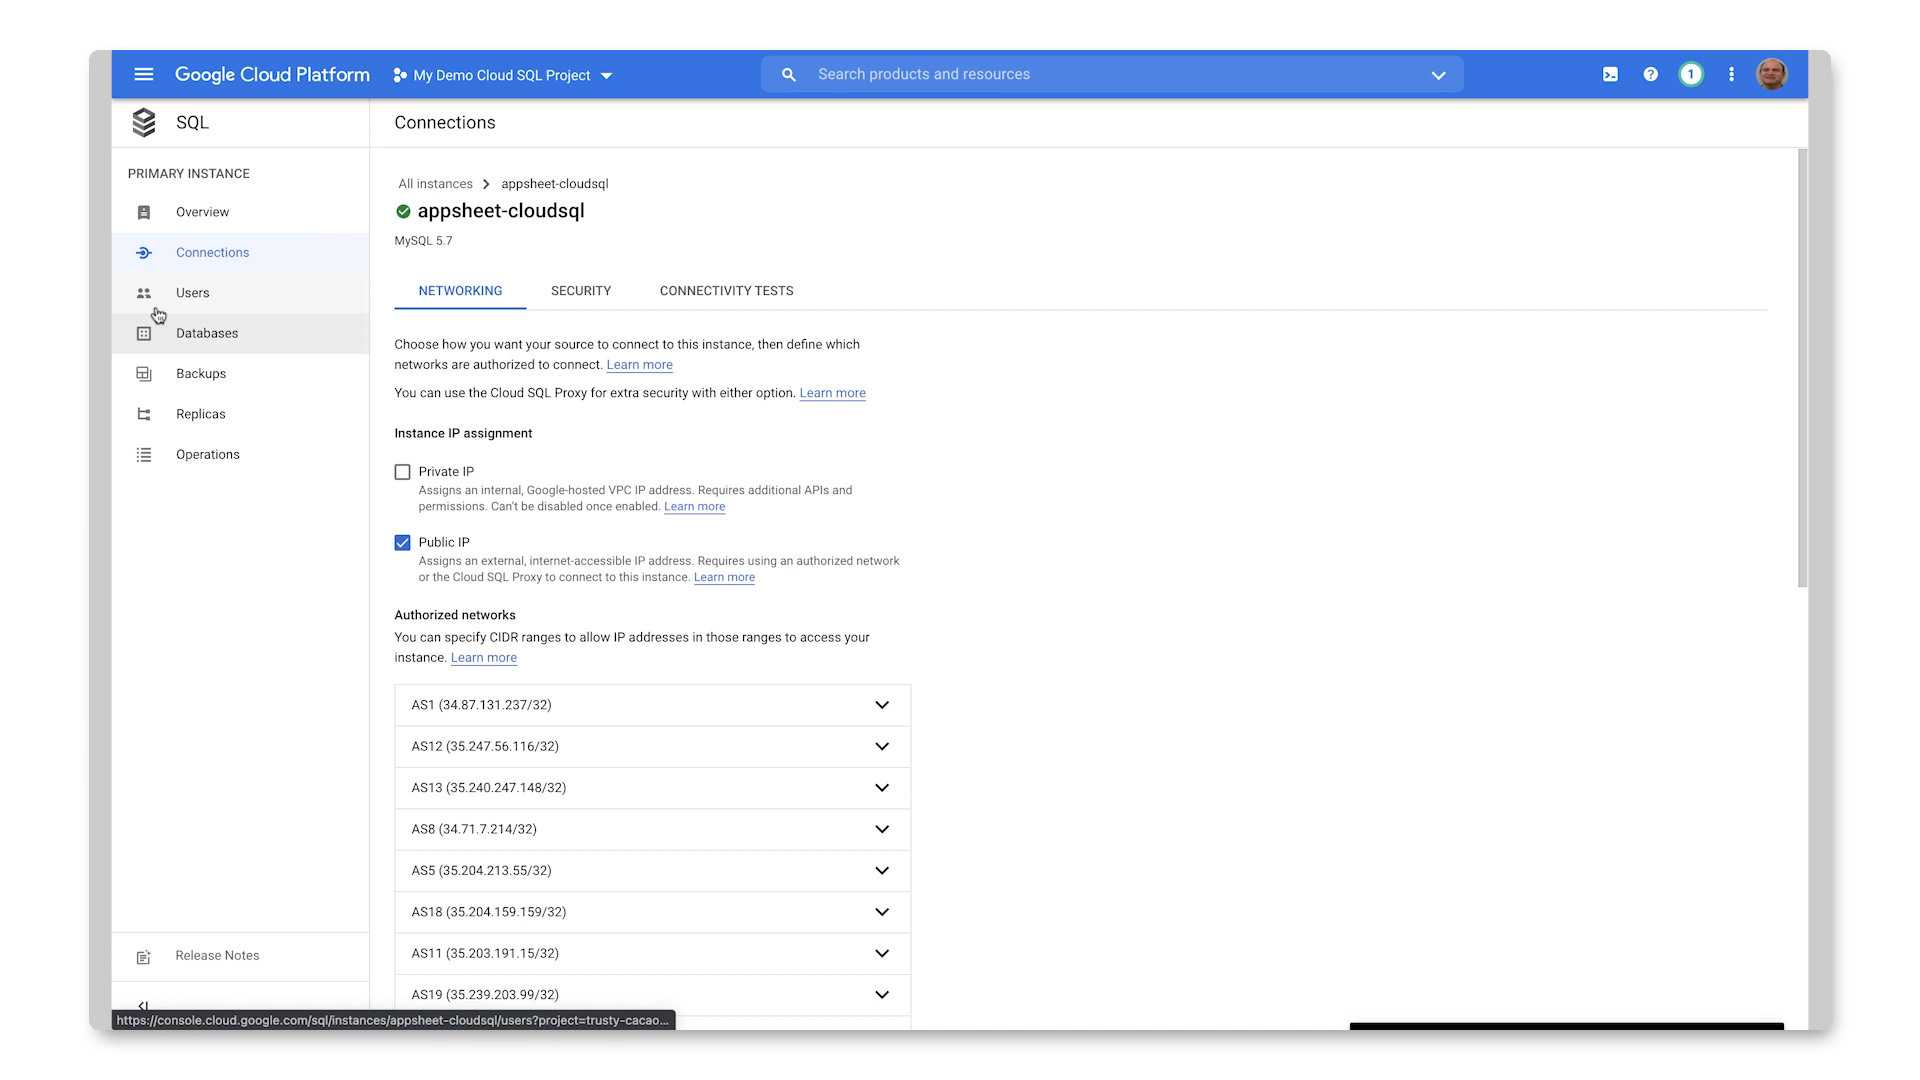 Google Cloud Platform
My Demo Cloud SQL Project
Search products and resources
1
SQL
Connections
PRIMARY INSTANCE
Overview
Connections
Users
Databases
Backups
Replicas
Operations
Release Notes
All instances
appsheet-cloudsql
appsheet-cloudsql
MySQL 5.7
NETWORKING
SECURITY
CONNECTIVITY TESTS
Choose how you want your source to connect to this instance, then define which
networks are authorized to connect. Learn more
You can use the Cloud SQL Proxy for extra security with either option. Learn more
Instance IP assignment
Private IP
Assigns an internal, Google-hosted VPC IP address. Requires additional APIs and
permissions. Can't be disabled once enabled. Learn more
Public IP
Assigns an external, internet-accessible IP address. Requires using an authorized network
or the Cloud SQL Proxy to connect to this instance. Learn more
Authorized networks
You can specify CIDR ranges to allow IP addresses in those ranges to access your
instance. Learn more
AS1 (34.87.131.237/32)
AS12 (35.247.56.116/32)
AS13 (35.240.247.148/32)
AS8 (34.71.7.214/32)
AS5 (35.204.213.55/32)
AS18 (35.204.159.159/32)
AS11 (35.203.191.15/32)
AS19 (35.239.203.99/32)
https://console.cloud.google.com/sql/instances/appsheet-cloudsql/users?project=trusty-cacao...